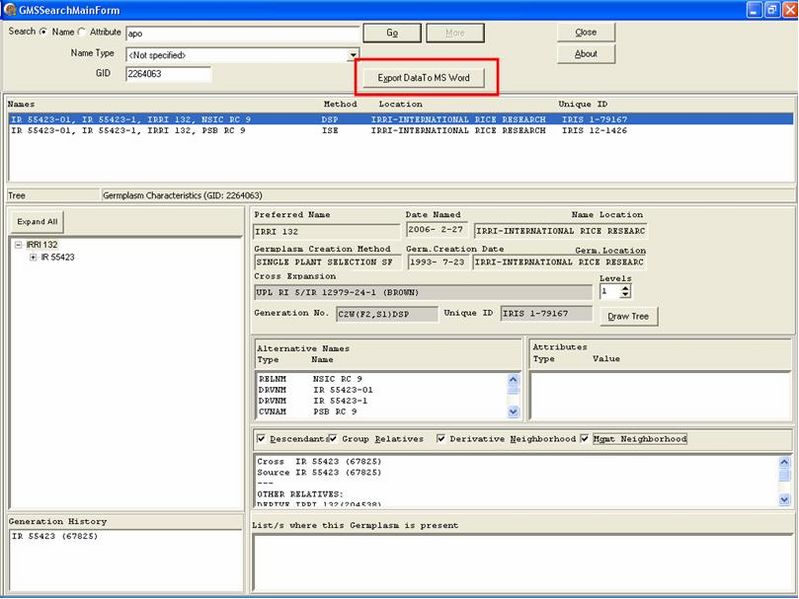 GMSSearchMainForm
Search Name Attribute apo Go More Close
Name Type <Not specified> About
GID 2264063 Export DataTo MS Word
Names Method Location Unique ID
IR 55423-01, IR 55423-1, IRRI 132, NSIC RC 9 DSP IRRI-INTERNATIONAL RICE RESEARCH IRIS 1-79167
IR 55423-01, IR 55423-1, IRRI 132, PSB RC 9 ISE IRRI-INTERNATIONAL RICE RESEARCH IRIS 12-1426
Tree Germplasm Characteristics (GID: 2264063)
Expand All
IRRI 132
IR 55423
Preferred Name Date Named Name Location
IRRI 132 2006- 2-27 IRRI-INTERNATIONAL RICE RESEARC
Germplasm Creation Method Germ.Creation Date Germ.Location
SINGLE PLANT SELECTION SF 1993- 7-23 IRRI-INTERNATIONAL RICE RESEARC
Cross Expansion Levels
UPL RI 5/IR 12979-24-1 (BROWN) 1
Generation No. C2W(F2,S1)DSP Unique ID IRIS 1-79167 Draw Tree
Alternative Names
Type Name
RELNM NSIC RC 9
DRVNM IR 55423-01
DRVNM IR 55423-1
CVNAM PSB RC 9
Attributes
Type Value
Descendants Group Relatives Derivative Neighborhood Mgmt Neighborhood
Cross IR 55423 (67825)
Source IR 55423 (67825)
---
OTHER RELATIVES:
DERIVE IRRI 132(204538)
Generation History
IR 55423 (67825)
List/s where this Germplasm is present